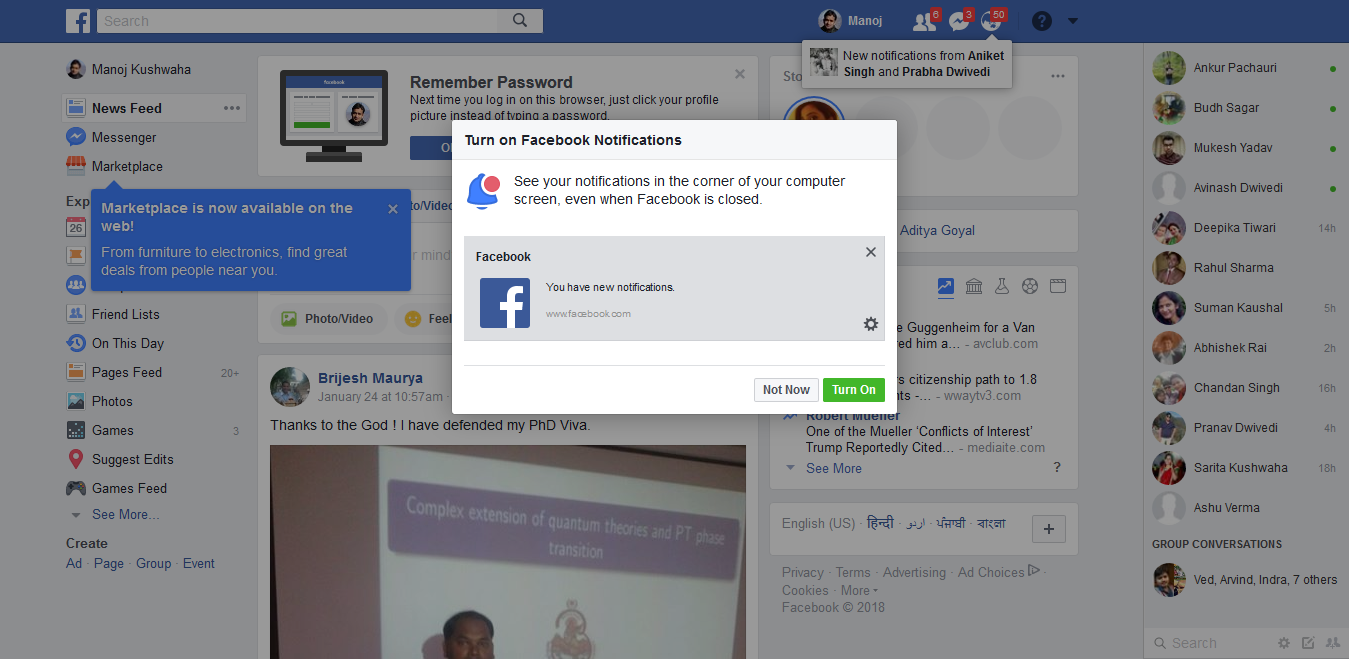 Search
Manoj
6
3
50
?
New notifications from Aniket
Singh and Prabha Dwivedi
Manoj Kushwaha
News Feed
Messenger
Marketplace
Marketplace is now available on the
web!
From furniture to electronics, find great
deals from people near you.
Exp
26
Friend Lists
On This Day
Pages Feed 20+
Photos
Games 3
Suggest Edits
Games Feed
See More...
Create
Ad · Page · Group · Event
facebook
Remember Password
Next time you log in on this browser, just click your profile
picture instead of typing a password.
Turn on Facebook Notifications
See your notifications in the corner of your computer
screen, even when Facebook is closed.
Facebook
You have new notifications.
www.facebook.com
Not Now
Turn On
to/Video
r mind
Photo/Video
Feel
Brijesh Maurya
January 24 at 10:57am ·
Thanks to the God ! I have defended my PhD Viva.
Complex extension of quantum theories and PT phase
transition
Sto
Aditya Goyal
e Guggenheim for a Van
red him a... - avclub.com
rs citizenship path to 1.8
nts -... - wwaytv3.com
Robert Mueller
One of the Mueller ‘Conflicts of Interest’
Trump Reportedly Cited... - mediaite.com
See More
?
English (US) · हिन्दी · اردو · ਪੰਜਾਬੀ · বাংলা
+
Privacy · Terms · Advertising · Ad Choices ·
Cookies · More
Facebook © 2018
Ankur Pachauri
Budh Sagar
Mukesh Yadav
Avinash Dwivedi
Deepika Tiwari 14h
Rahul Sharma
Suman Kaushal 5h
Abhishek Rai 2h
Chandan Singh 16h
Pranav Dwivedi 4h
Sarita Kushwaha 18h
Ashu Verma
GROUP CONVERSATIONS
Ved, Arvind, Indra, 7 others
Search